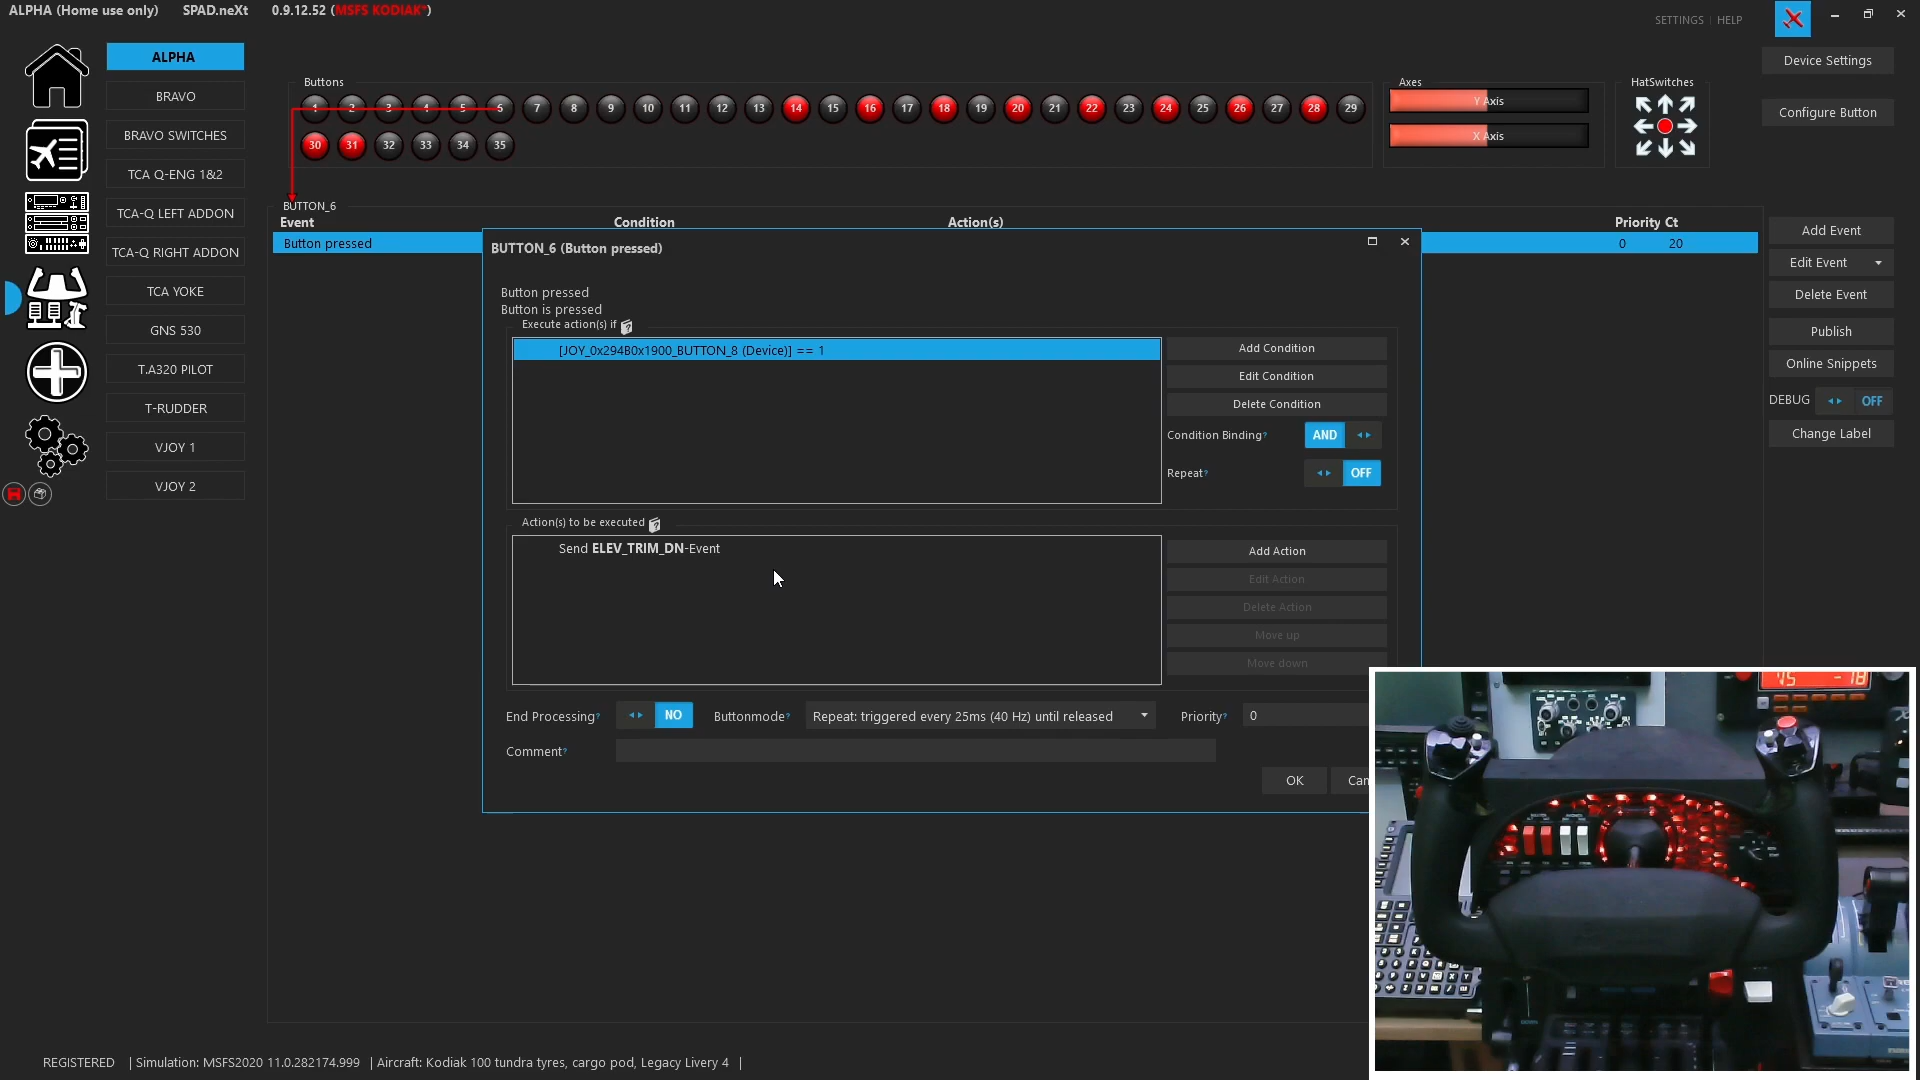 ALPHA (Home use only) SPAD.neXt 0.9.12.52 (MSFS KODIAK*)
SETTINGS | HELP
ALPHA
BRAVO
BRAVO SWITCHES
TCA Q-ENG 1&2
TCA-Q LEFT ADDON
TCA-Q RIGHT ADDON
TCA YOKE
GNS 530
T.A320 PILOT
T-RUDDER
VJOY 1
VJOY 2
Buttons
1 2 3 4 5 6 7 8 9 10 11 12 13 14 15 16 17 18 19 20 21 22 23 24 25 26 27 28 29
30 31 32 33 34 35
Axes
Y Axis
X Axis
HatSwitches
Device Settings
Configure Button
BUTTON_6
Event Condition Action(s) Priority Ct
Button pressed 0 20
Add Event
Edit Event
Delete Event
Publish
Online Snippets
DEBUG OFF
Change Label
BUTTON_6 (Button pressed)
Button pressed
Button is pressed
Execute action(s) if
[JOY_0x294B0x1900_BUTTON_8 (Device)] == 1
Add Condition
Edit Condition
Delete Condition
Condition Binding? AND
Repeat? OFF
Action(s) to be executed
Send ELEV_TRIM_DN-Event
Add Action
Edit Action
Delete Action
Move up
Move down
End Processing? NO Buttonmode? Repeat: triggered every 25ms (40 Hz) until released Priority? 0
Comment?
OK Can
REGISTERED | Simulation: MSFS2020 11.0.282174.999 | Aircraft: Kodiak 100 tundra tyres, cargo pod, Legacy Livery 4 |